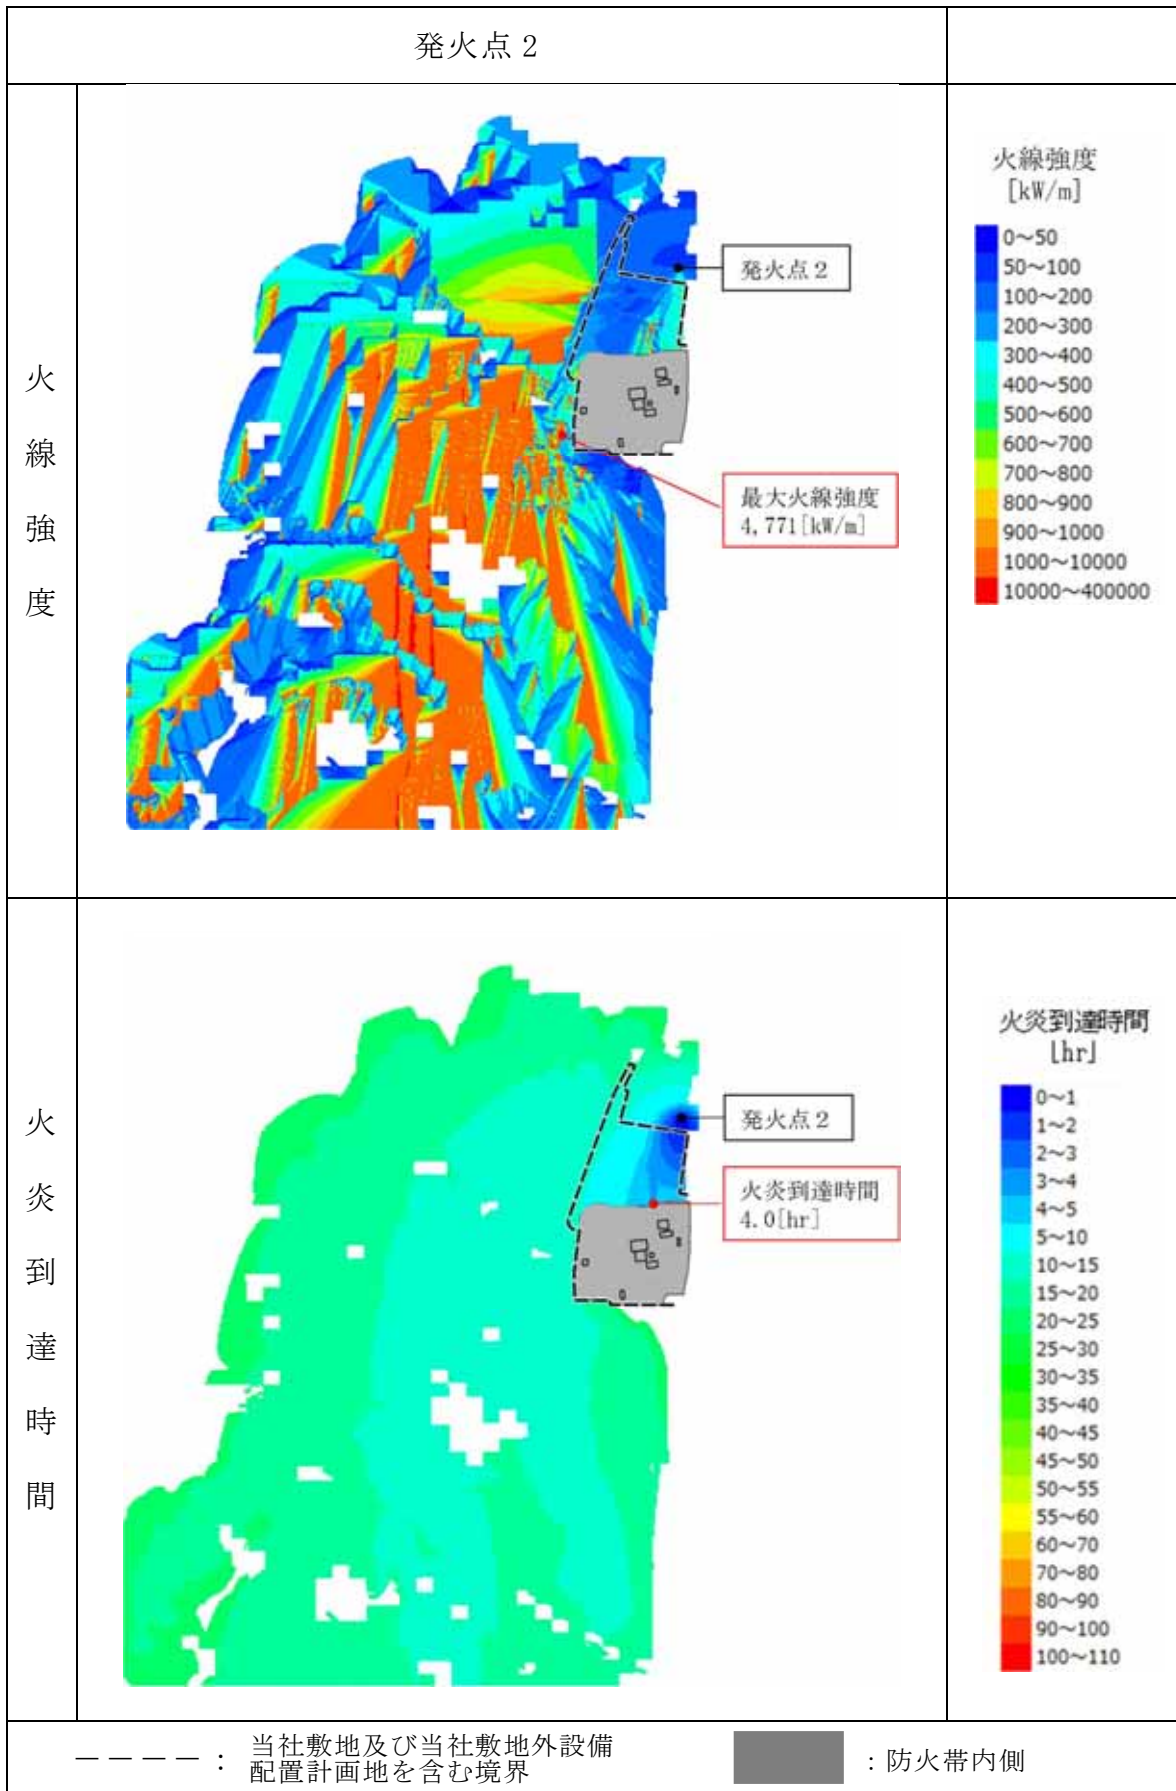 発火点２
火線強度
火線強度
[kW/m]
0～50
50～100
100～200
200～300
300～400
400～500
500～600
600～700
700～800
800～900
900～1000
1000～10000
10000～400000
発火点２
最大火線強度
4,771[kW/m]
火炎到達時間
火炎到達時間
[hr]
0～1
1～2
2～3
3～4
4～5
5～10
10～15
15～20
20～25
25～30
30～35
35～40
40～45
45～50
50～55
55～60
60～70
70～80
80～90
90～100
100～110
発火点２
火炎到達時間
4.0[hr]
－－－－：当社敷地及び当社敷地外設備
配置計画地を含む境界
：防火帯内側